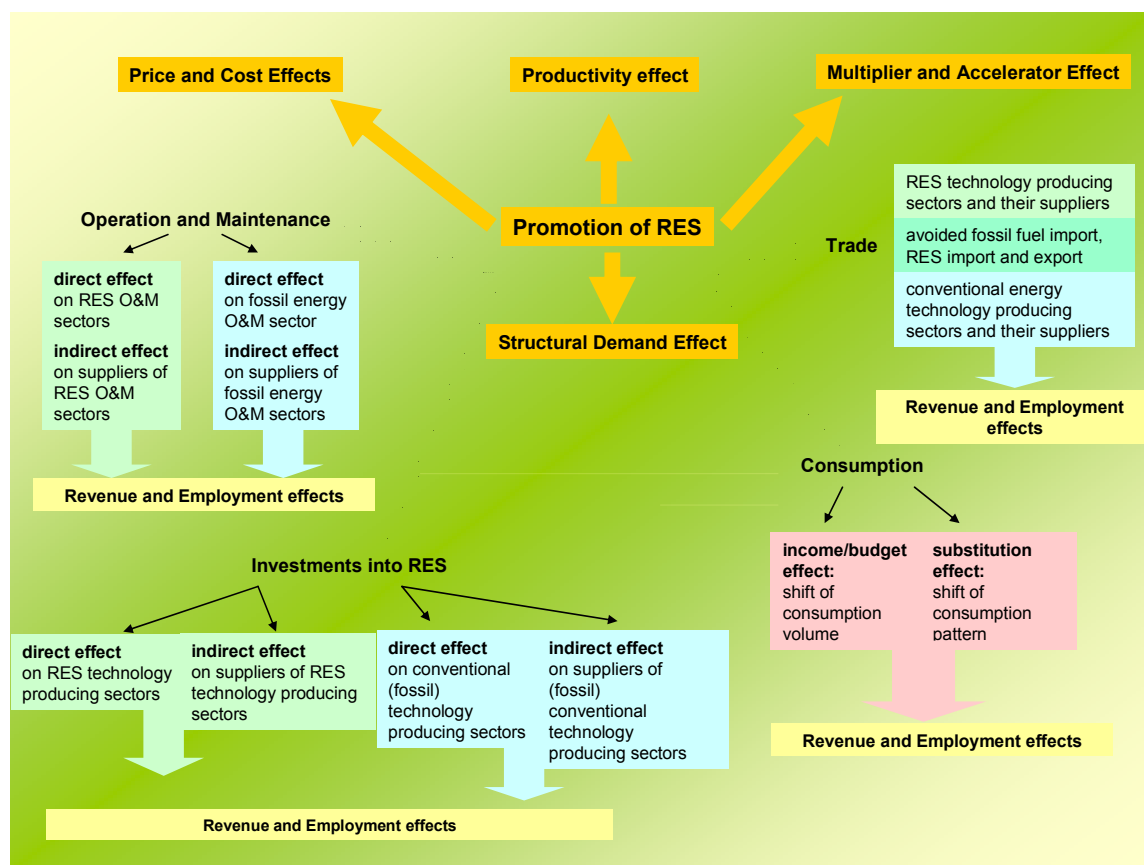 Price and Cost Effects
Productivity effect
Multiplier and Accelerator Effect
Promotion of RES
Structural Demand Effect
Operation and Maintenance
direct effect
on RES O&M
sectors
indirect effect
on suppliers of
RES O&M
sectors
direct effect
on fossil energy
O&M sector
indirect effect
on suppliers of
fossil energy
O&M sectors
Revenue and Employment effects
Trade
RES technology producing
sectors and their suppliers
avoided fossil fuel import,
RES import and export
conventional energy
technology producing
sectors and their suppliers
Revenue and Employment
effects
Consumption
income/budget
effect:
shift of
consumption
volume
substitution
effect:
shift of
consumption
pattern
Revenue and Employment effects
Investments into RES
direct effect
on RES technology
producing sectors
indirect effect
on suppliers of RES
technology producing
sectors
direct effect
on conventional
(fossil)
technology
producing sectors
indirect effect
on suppliers of
(fossil)
conventional
technology
producing sectors
Revenue and Employment effects